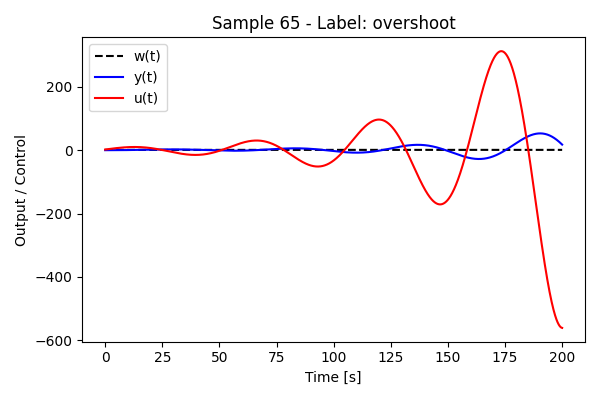 Sample 65 - Label: overshoot
w(t)
y(t)
u(t)
Output / Control
200
0
−200
−400
−600
0 25 50 75 100 125 150 175 200
Time [s]